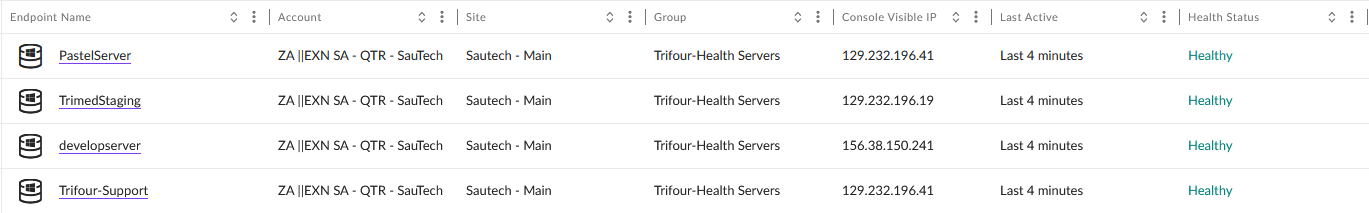 Endpoint Name Account Site Group Console Visible IP Last Active Health Status
PastelServer ZA ||EXN SA - QTR - SauTech Sautech - Main Trifour-Health Servers 129.232.196.41 Last 4 minutes Healthy
TrimedStaging ZA ||EXN SA - QTR - SauTech Sautech - Main Trifour-Health Servers 129.232.196.19 Last 4 minutes Healthy
developserver ZA ||EXN SA - QTR - SauTech Sautech - Main Trifour-Health Servers 156.38.150.241 Last 4 minutes Healthy
Trifour-Support ZA ||EXN SA - QTR - SauTech Sautech - Main Trifour-Health Servers 129.232.196.41 Last 4 minutes Healthy